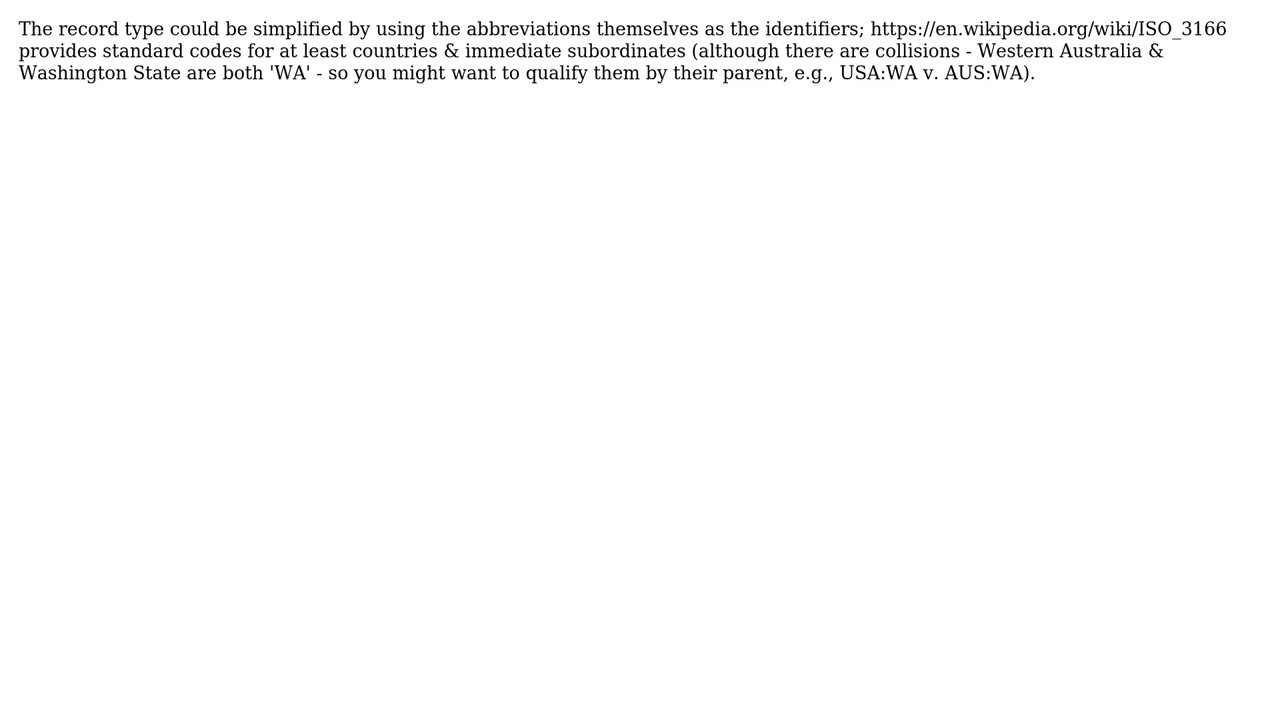 The record type could be simplified by using the abbreviations themselves as the identifiers; https://en.wikipedia.org/wiki/ISO_3166
provides standard codes for at least countries & immediate subordinates (although there are collisions - Western Australia &
Washington State are both 'WA' - so you might want to qualify them by their parent, e.g., USA:WA v. AUS:WA).